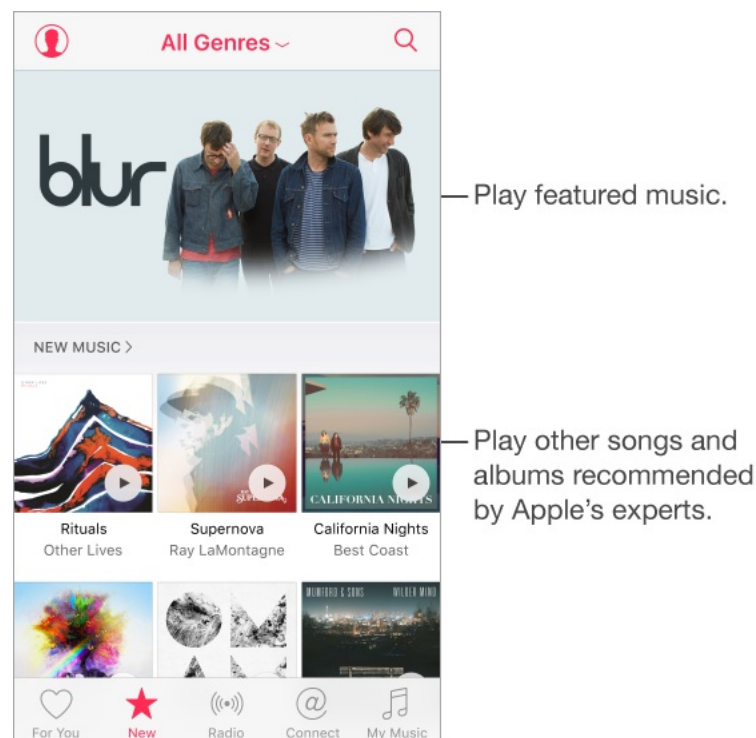 All Genres
blur
Play featured music.
NEW MUSIC >
CALIFORNIA NIGHTS
Play other songs and
albums recommended
by Apple’s experts.
Rituals
Supernova
California Nights
Other Lives
Ray LaMontagne
Best Coast
MUMFORD & SONS
WILDER MIND
OM
For You
New
Radio
Connect
My Music